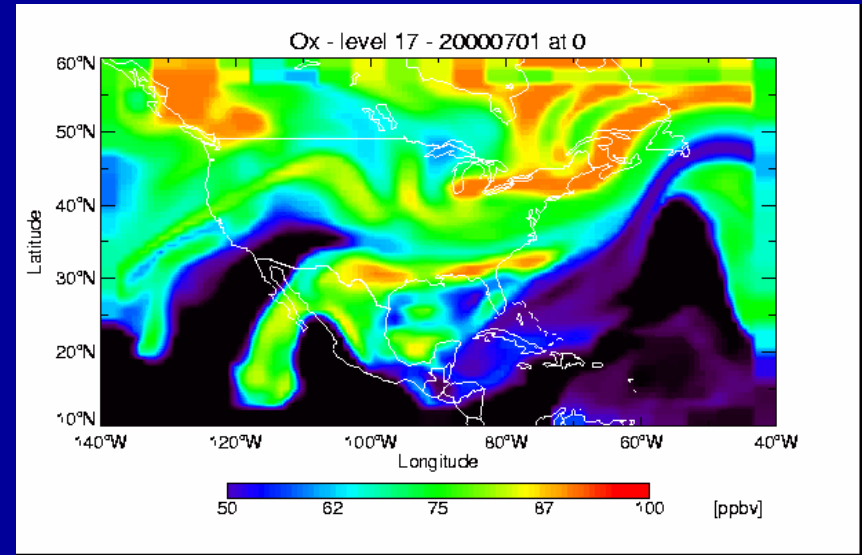 Ox - level 17 - 20000701 at 0
60°N
50°N
40°N
30°N
20°N
10°N
Latitude
140°W 120°W 100°W 80°W 60°W 40°W
Longitude
50 62 75 87 100 [ppbv]